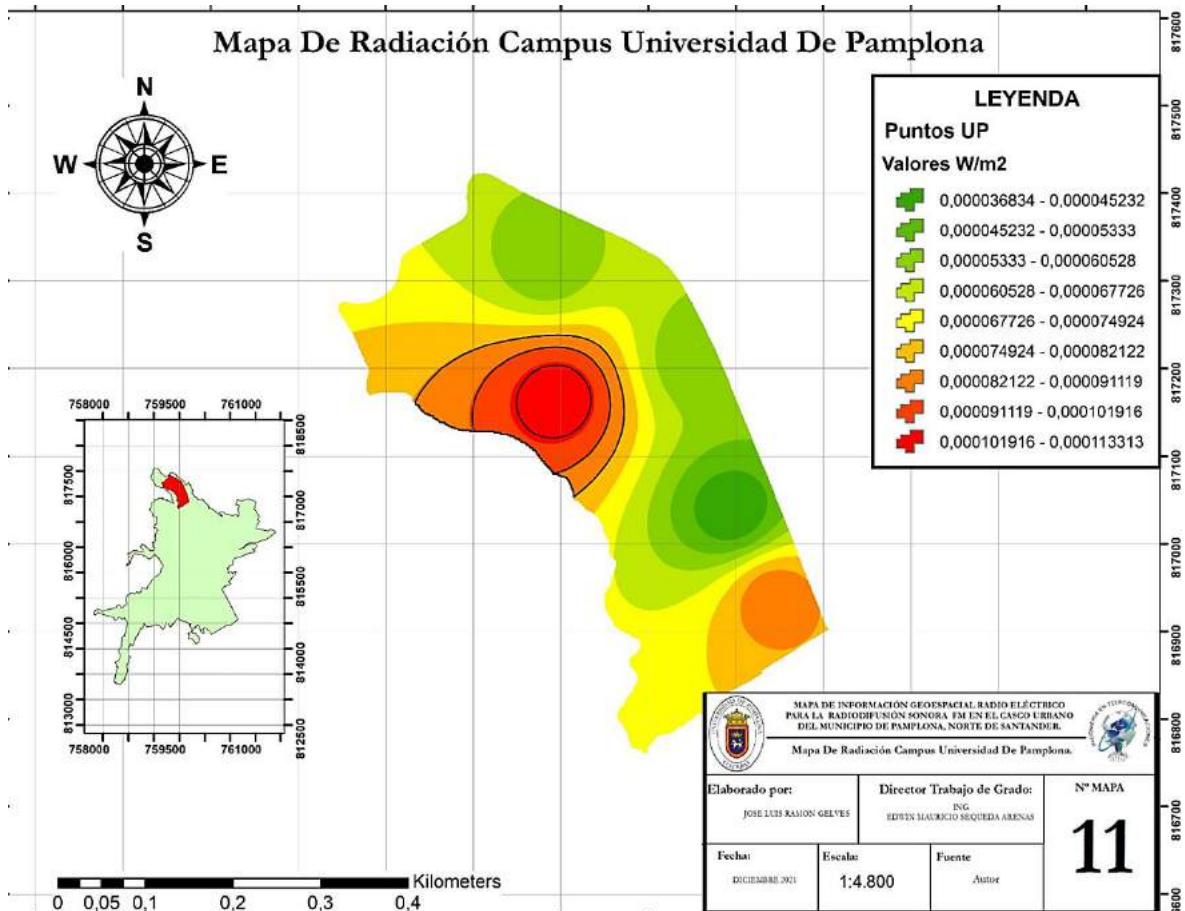 Mapa De Radiación Campus Universidad De Pamplona
N
W
E
S
LEYENDA
Puntos UP
Valores W/m2
0,000036834 - 0,000045232
0,000045232 - 0,00005333
0,00005333 - 0,000060528
0,000060528 - 0,000067726
0,000067726 - 0,000074924
0,000074924 - 0,000082122
0,000082122 - 0,000091119
0,000091119 - 0,000101916
0,000101916 - 0,000113313
817600
817500
817400
817300
817200
817100
817000
816900
816800
816700
816600
768000 759500 761000
818500
817500
817000
816000
815500
814500
814000
813000
812500
768000 759500 761000
Kilometers
0 0,05 0,1 0,2 0,3 0,4
MAPA DE INFORMACIÓN GEOESPACIAL RADIO ELÉCTRICO
PARA LA RADIODIFUSIÓN SONORA FM EN EL CASCO URBANO
DEL MUNICIPIO DE PAMPLONA, NORTE DE SANTANDER.
Mapa De Radiación Campus Universidad De Pamplona.
Elaborado por:
JOSE LUIS RAMON GELVES
Director Trabajo de Grado:
ING
EDWIN MAURICIO SEQUEDA ARENAS
Nº MAPA
11
Fecha:
DICIEMBRE 2021
Escala:
1:4.800
Fuente
Autor